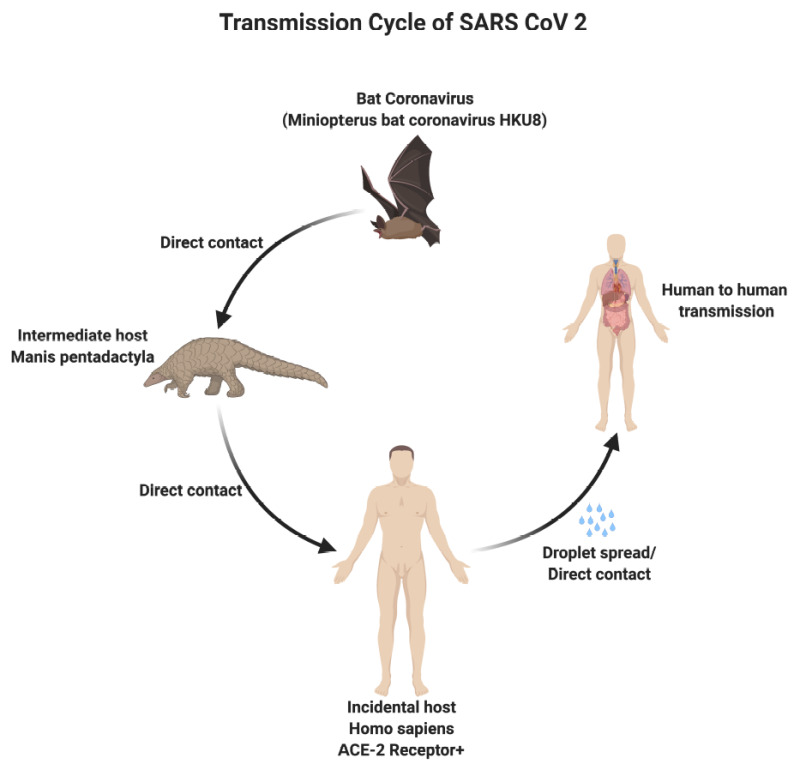 Transmission Cycle of SARS CoV 2
Bat Coronavirus
(Miniopterus bat coronavirus HKU8)
Direct contact
Intermediate host
Manis pentadactyla
Human to human
transmission
Direct contact
Droplet spread/
Direct contact
Incidental host
Homo sapiens
ACE-2 Receptor+